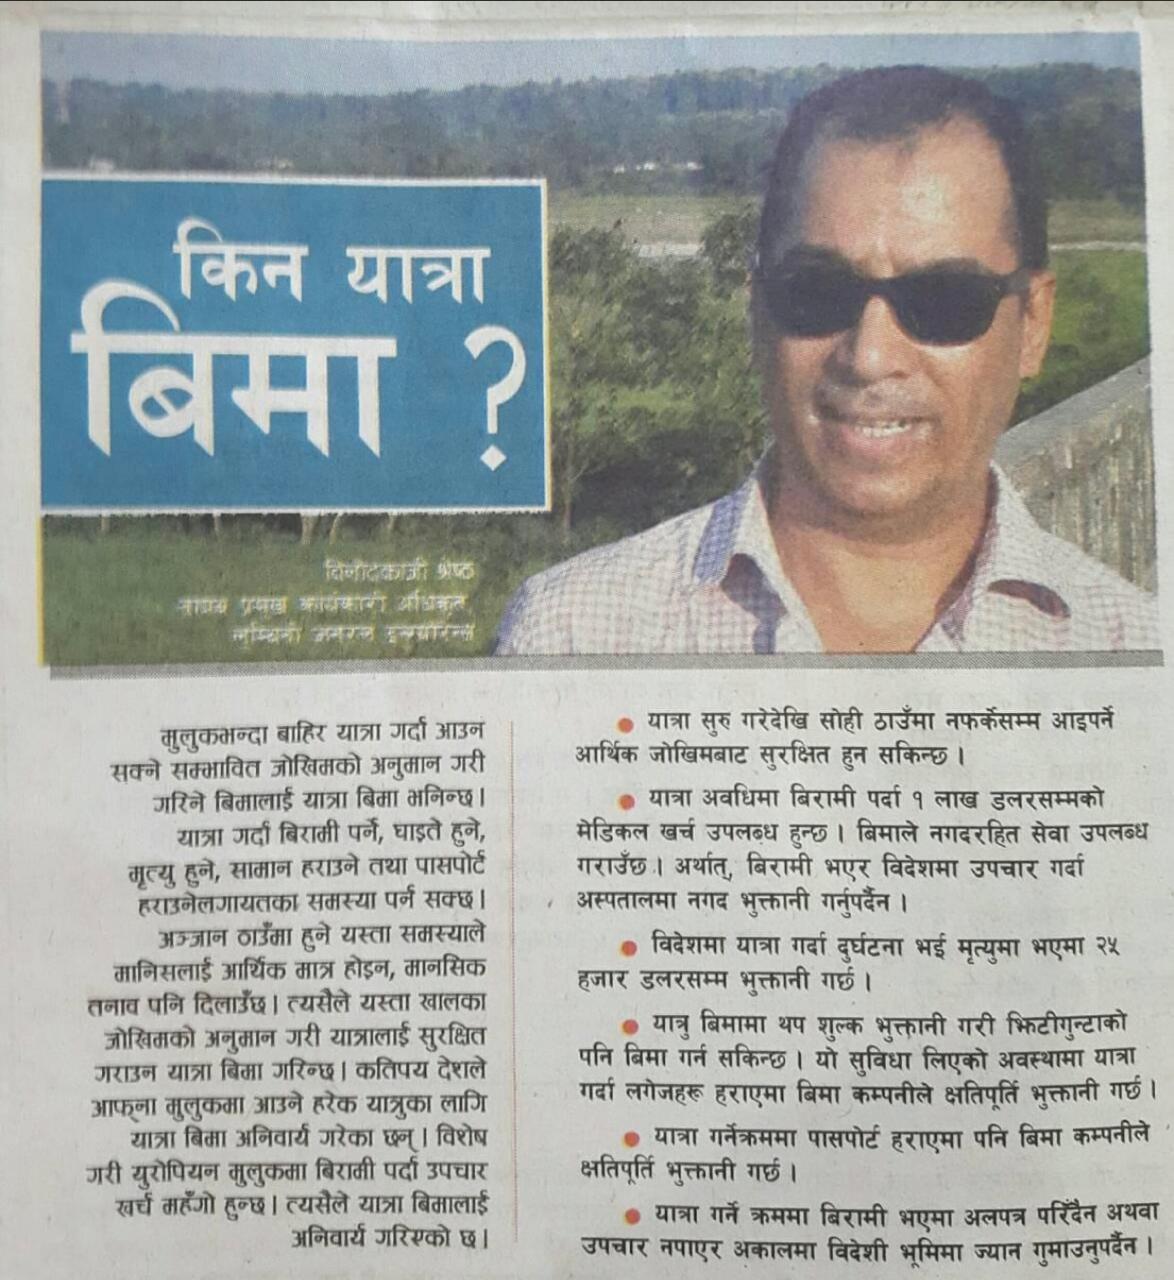 किन यात्रा
बिमा ?
विनोदकाजी श्रेष्ठ
नायव प्रमुख कार्यकारी अधिकृत,
लुम्बिनी जनरल इन्स्योरेन्स
मुलुकभन्दा बाहिर यात्रा गर्दा आउन
सक्ने सम्भावित जोखिमको अनुमान गरी
गरिने बिमालाई यात्रा बिमा भनिन्छ।
यात्रा गर्दा बिरामी पर्ने, घाइते हुने,
मृत्यु हुने, सामान हराउने तथा पासपोर्ट
हराउनेलगायतका समस्या पर्न सक्छ।
अञ्जान ठाउँमा हुने यस्ता समस्याले
मानिसलाई आर्थिक मात्र होइन, मानसिक
तनाव पनि दिलाउँछ। त्यसैले यस्ता खालका
जोखिमको अनुमान गरी यात्रालाई सुरक्षित
गराउन यात्रा बिमा गरिन्छ। कतिपय देशले
आफ्ना मुलुकमा आउने हरेक यात्रुका लागि
यात्रा बिमा अनिवार्य गरेका छन्। विशेष
गरी युरोपियन मुलुकमा बिरामी पर्दा उपचार
खर्च महँगो हुन्छ। त्यसैले यात्रा बिमालाई
अनिवार्य गरिएको छ।
● यात्रा सुरु गरेदेखि सोही ठाउँमा नफर्केसम्म आइपर्ने
आर्थिक जोखिमबाट सुरक्षित हुन सकिन्छ ।
● यात्रा अवधिमा बिरामी पर्दा १ लाख डलरसम्मको
मेडिकल खर्च उपलब्ध हुन्छ । बिमाले नगदरहित सेवा उपलब्ध
गराउँछ । अर्थात्, बिरामी भएर विदेशमा उपचार गर्दा
अस्पतालमा नगद भुक्तानी गर्नुपर्दैन ।
● विदेशमा यात्रा गर्दा दुर्घटना भई मृत्युमा भएमा २५
हजार डलरसम्म भुक्तानी गर्छ ।
● यात्रु बिमामा थप शुल्क भुक्तानी गरी झिटीगुन्टाको
पनि बिमा गर्न सकिन्छ । यो सुविधा लिएको अवस्थामा यात्रा
गर्दा लगेजहरू हराएमा बिमा कम्पनीले क्षतिपूर्ति भुक्तानी गर्छ ।
● यात्रा गर्नेक्रममा पासपोर्ट हराएमा पनि बिमा कम्पनीले
क्षतिपूर्ति भुक्तानी गर्छ ।
● यात्रा गर्ने क्रममा बिरामी भएमा अलपत्र परिँदैन अथवा
उपचार नपाएर अकालमा विदेशी भूमिमा ज्यान गुमाउनुपर्दैन ।